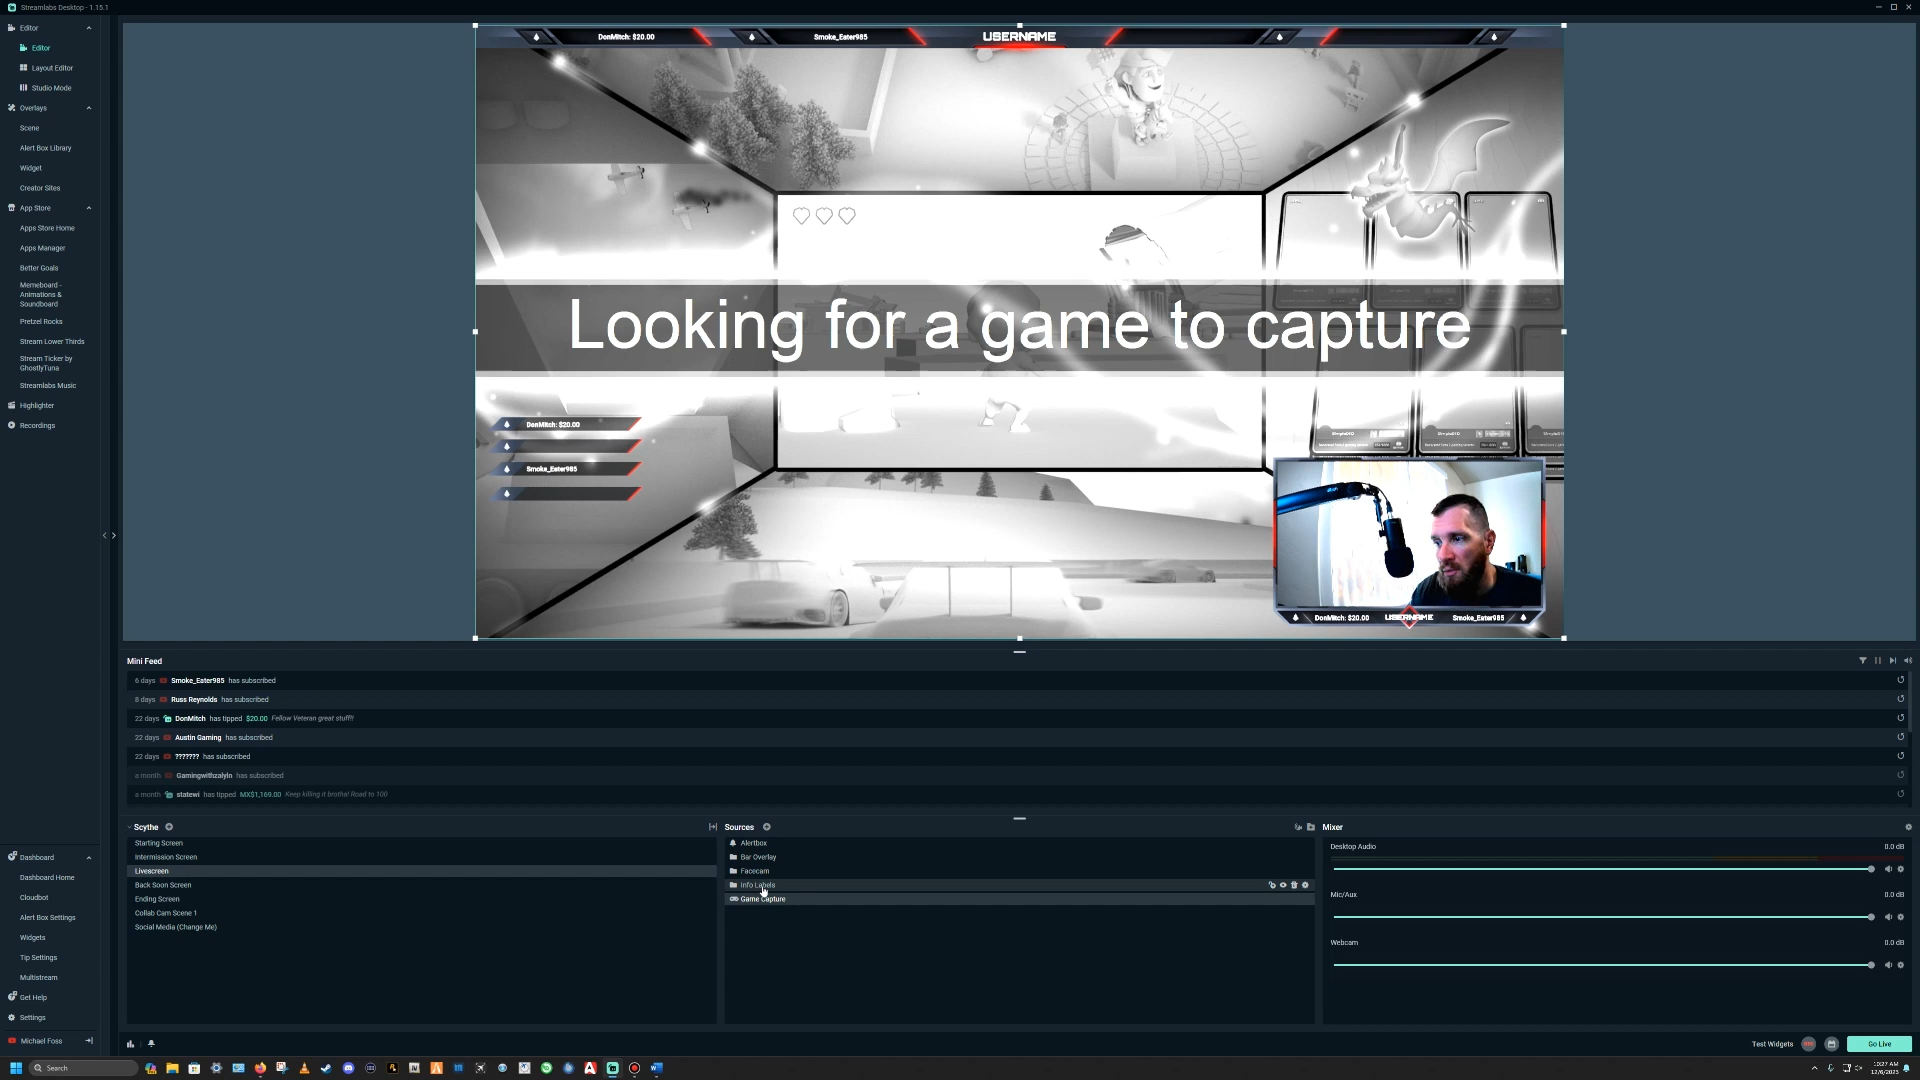 Streamlabs Desktop - 1.15.1
Editor
Editor
Layout Editor
Studio Mode
Overlays
Scene
Alert Box Library
Widget
Creator Sites
App Store
Apps Store Home
Apps Manager
Better Goals
Memeboard -
Animations &
Soundboard
Pretzel Rocks
Stream Lower Thirds
Stream Ticker by
GhostlyTuna
Streamlabs Music
Highlighter
Recordings
DonMitch: $20.00
Smoke_Eater985
USERNAME
Looking for a game to capture
DonMitch: $20.00
Smoke_Eater985
DonMitch: $20.00
USERNAME
Smoke_Eater985
Mini Feed
6 days Smoke_Eater985 has subscribed
8 days Russ Reynolds has subscribed
22 days DonMitch has tipped $20.00 Fellow Veteran great stuff!!
22 days Austin Gaming has subscribed
22 days ??????? has subscribed
a month Gamingwithzalyln has subscribed
a month statewi has tipped MX$1,169.00 Keep killing it brotha! Road to 100
Scythe
Starting Screen
Intermission Screen
Livescreen
Back Soon Screen
Ending Screen
Collab Cam Scene 1
Social Media (Change Me)
Sources
Alertbox
Bar Overlay
Facecam
Info Labels
Game Capture
Mixer
Desktop Audio 0.0 dB
Mic/Aux 0.0 dB
Webcam 0.0 dB
Dashboard
Dashboard Home
Cloudbot
Alert Box Settings
Widgets
Tip Settings
Multistream
Get Help
Settings
Michael Foss
Test Widgets
REC
Go Live
Search
10:27 AM
12/6/2023